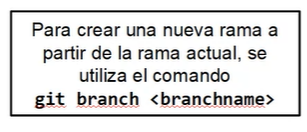 Para crear una nueva rama a
partir de la rama actual, se
utiliza el comando
git branch <branchname>